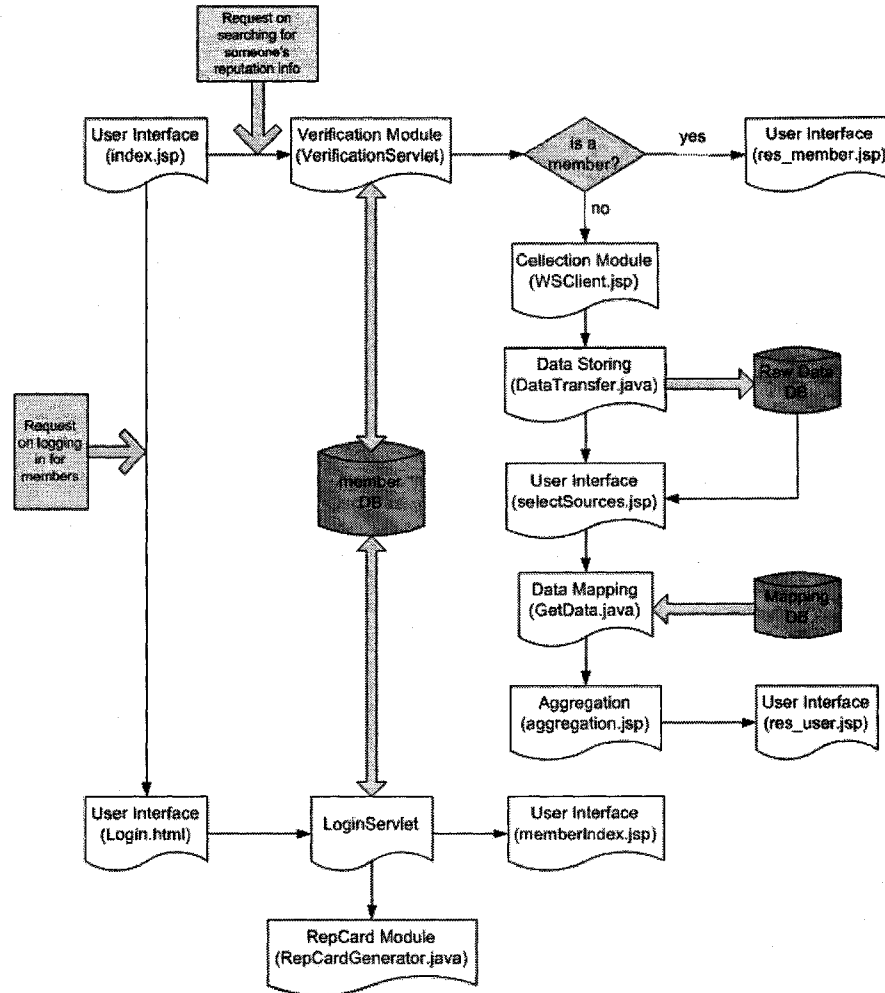 Request on
searching for
someone's
reputation info
User Interface
(index.jsp)
Verification Module
(VerificationServlet)
is a
member?
yes
User Interface
(res_member.jsp)
no
Cellection Module
(WSClient.jsp)
Data Storing
(DataTransfer.java)
Raw Data
DB
Request
on logging
in for
members
member
DB
User Interface
(selectSources.jsp)
Data Mapping
(GetData.java)
Mapping
DB
Aggregation
(aggregation.jsp)
User Interface
(res_user.jsp)
User Interface
(Login.html)
LoginServlet
User Interface
(memberIndex.jsp)
RepCard Module
(RepCardGenerator.java)